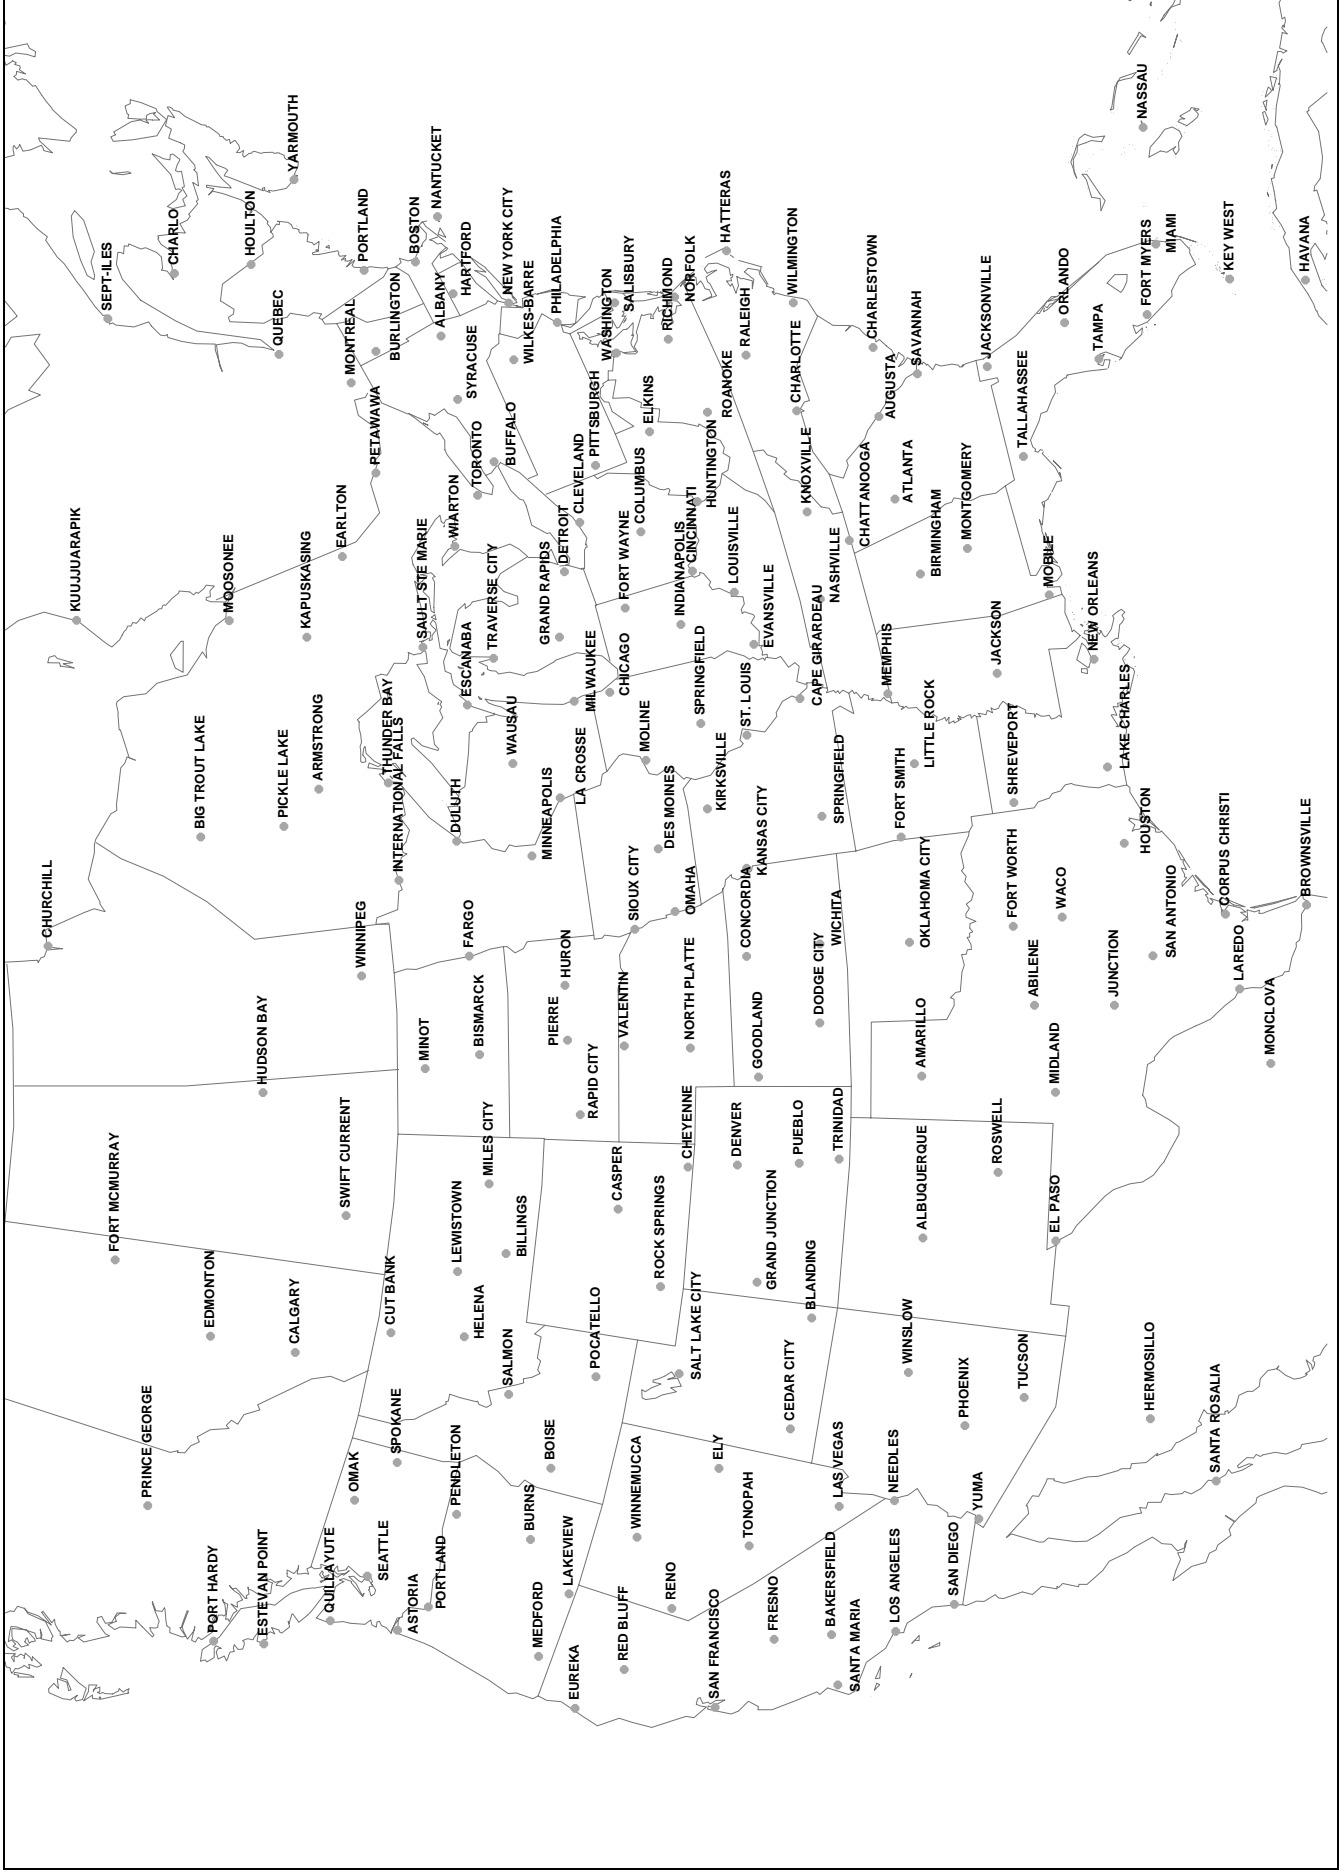 CHURCHILL
KUUJJUARAPIK
SEPT-ILES
FORT MCMURRAY
PRINCE GEORGE
CHARLO
BIG TROUT LAKE
EDMONTON
PORT HARDY
MOOSONEE
HOULTON
ESTEVAN POINT
HUDSON BAY
QUEBEC
PICKLE LAKE
CALGARY
YARMOUTH
KAPUSKASING
ARMSTRONG
QUILLAYUTE
EARLTON
SWIFT CURRENT
MONTREAL
OMAK
WINNIPEG
PORTLAND
PETAWAWA
SEATTLE
THUNDER BAY
CUT BANK
BURLINGTON
SPOKANE
INTERNATIONAL FALLS
ASTORIA
BOSTON
SAULT STE MARIE
MINOT
NANTUCKET
PORTLAND
ALBANY
WIARTON
PENDLETON
LEWISTOWN
DULUTH
HARTFORD
ESCANABA
FARGO
SYRACUSE
HELENA
BISMARCK
TORONTO
MILES CITY
TRAVERSE CITY
SALMON
NEW YORK CITY
BUFFALO
WAUSAU
BILLINGS
BURNS
WILKES-BARRE
MEDFORD
GRAND RAPIDS
MINNEAPOLIS
BOISE
PIERRE
PHILADELPHIA
DETROIT
HURON
LAKEVIEW
EUREKA
CLEVELAND
LA CROSSE
MILWAUKEE
RAPID CITY
POCATELLO
PITTSBURGH
WASHINGTON
CASPER
RED BLUFF
VALENTIN
CHICAGO
FORT WAYNE
SALISBURY
SIOUX CITY
WINNEMUCCA
COLUMBUS
MOLINE
ELKINS
ROCK SPRINGS
RENO
DES MOINES
RICHMOND
INDIANAPOLIS
CHEYENNE
NORTH PLATTE
OMAHA
CINCINNATI
NORFOLK
SALT LAKE CITY
SPRINGFIELD
HUNTINGTON
SAN FRANCISCO
ELY
KIRKSVILLE
HATTERAS
ROANOKE
LOUISVILLE
DENVER
TONOPAH
CONCORDIA
ST. LOUIS
RALEIGH
GOODLAND
KANSAS CITY
EVANSVILLE
GRAND JUNCTION
FRESNO
CEDAR CITY
WILMINGTON
CHARLOTTE
PUEBLO
KNOXVILLE
BLANDING
CAPE GIRARDEAU
DODGE CITY
BAKERSFIELD
NASHVILLE
WICHITA
LAS VEGAS
TRINIDAD
SPRINGFIELD
SANTA MARIA
CHATTANOOGA
CHARLESTOWN
MEMPHIS
AUGUSTA
NEEDLES
LOS ANGELES
FORT SMITH
ATLANTA
WINSLOW
SAVANNAH
ALBUQUERQUE
AMARILLO
OKLAHOMA CITY
LITTLE ROCK
BIRMINGHAM
SAN DIEGO
PHOENIX
MONTGOMERY
YUMA
JACKSONVILLE
ROSWELL
JACKSON
FORT WORTH
SHREVEPORT
TUCSON
TALLAHASSEE
ABILENE
MOBILE
EL PASO
MIDLAND
WACO
ORLANDO
NEW ORLEANS
TAMPA
JUNCTION
LAKE CHARLES
NASSAU
HOUSTON
FORT MYERS
HERMOSILLO
SAN ANTONIO
MIAMI
SANTA ROSALIA
CORPUS CHRISTI
KEY WEST
LAREDO
MONCLOVA
BROWNSVILLE
HAVANA